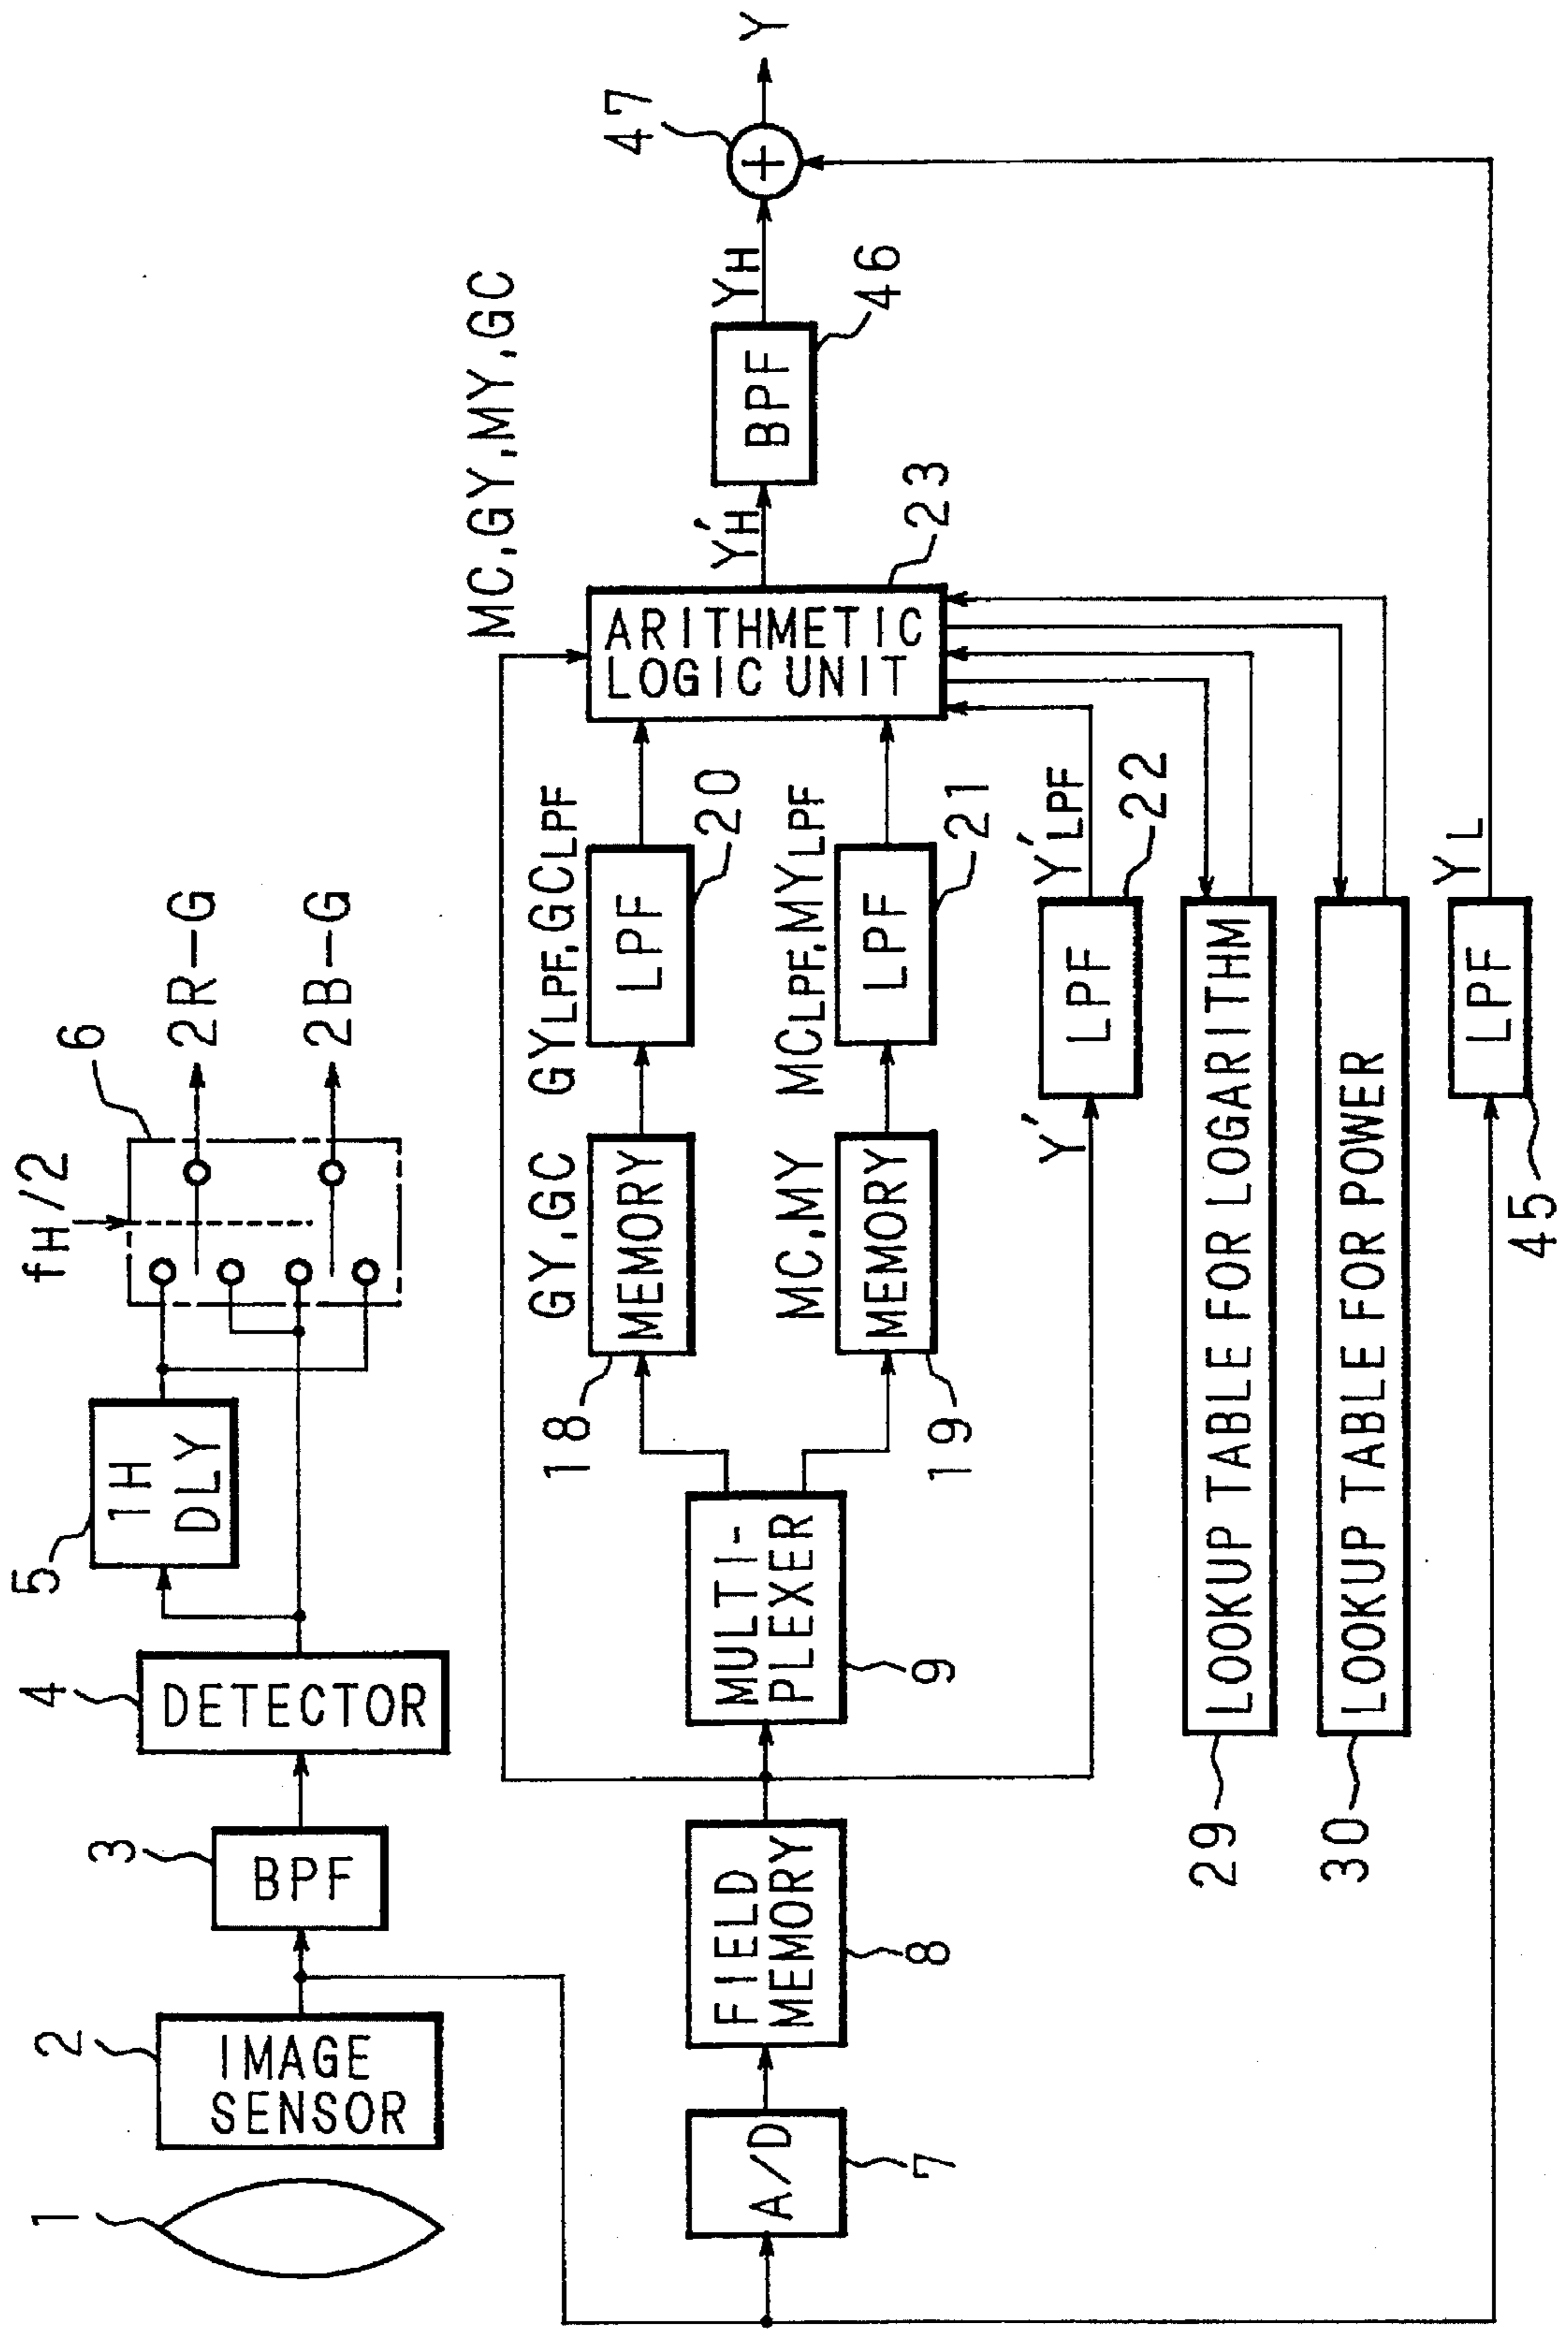 1
2
IMAGE
SENSOR
3
BPF
4
DETECTOR
5
1H
DLY
fH/2
6
2R-G
2B-G
7
A/D
8
FIELD
MEMORY
9
MULTI-
PLEXER
18
MEMORY
GY,GC
19
MEMORY
MC,MY
20
LPF
GYLPF,GCLPF
21
LPF
MCLPF,MYLPF
Y'
22
LPF
Y'LPF
MC,GY,MY,GC
ARITHMETIC
LOGIC UNIT
23
Y'H
BPF
46
YH
47
+
Y
29
LOOKUP TABLE FOR LOGARITHM
30
LOOKUP TABLE FOR POWER
45
LPF
YL